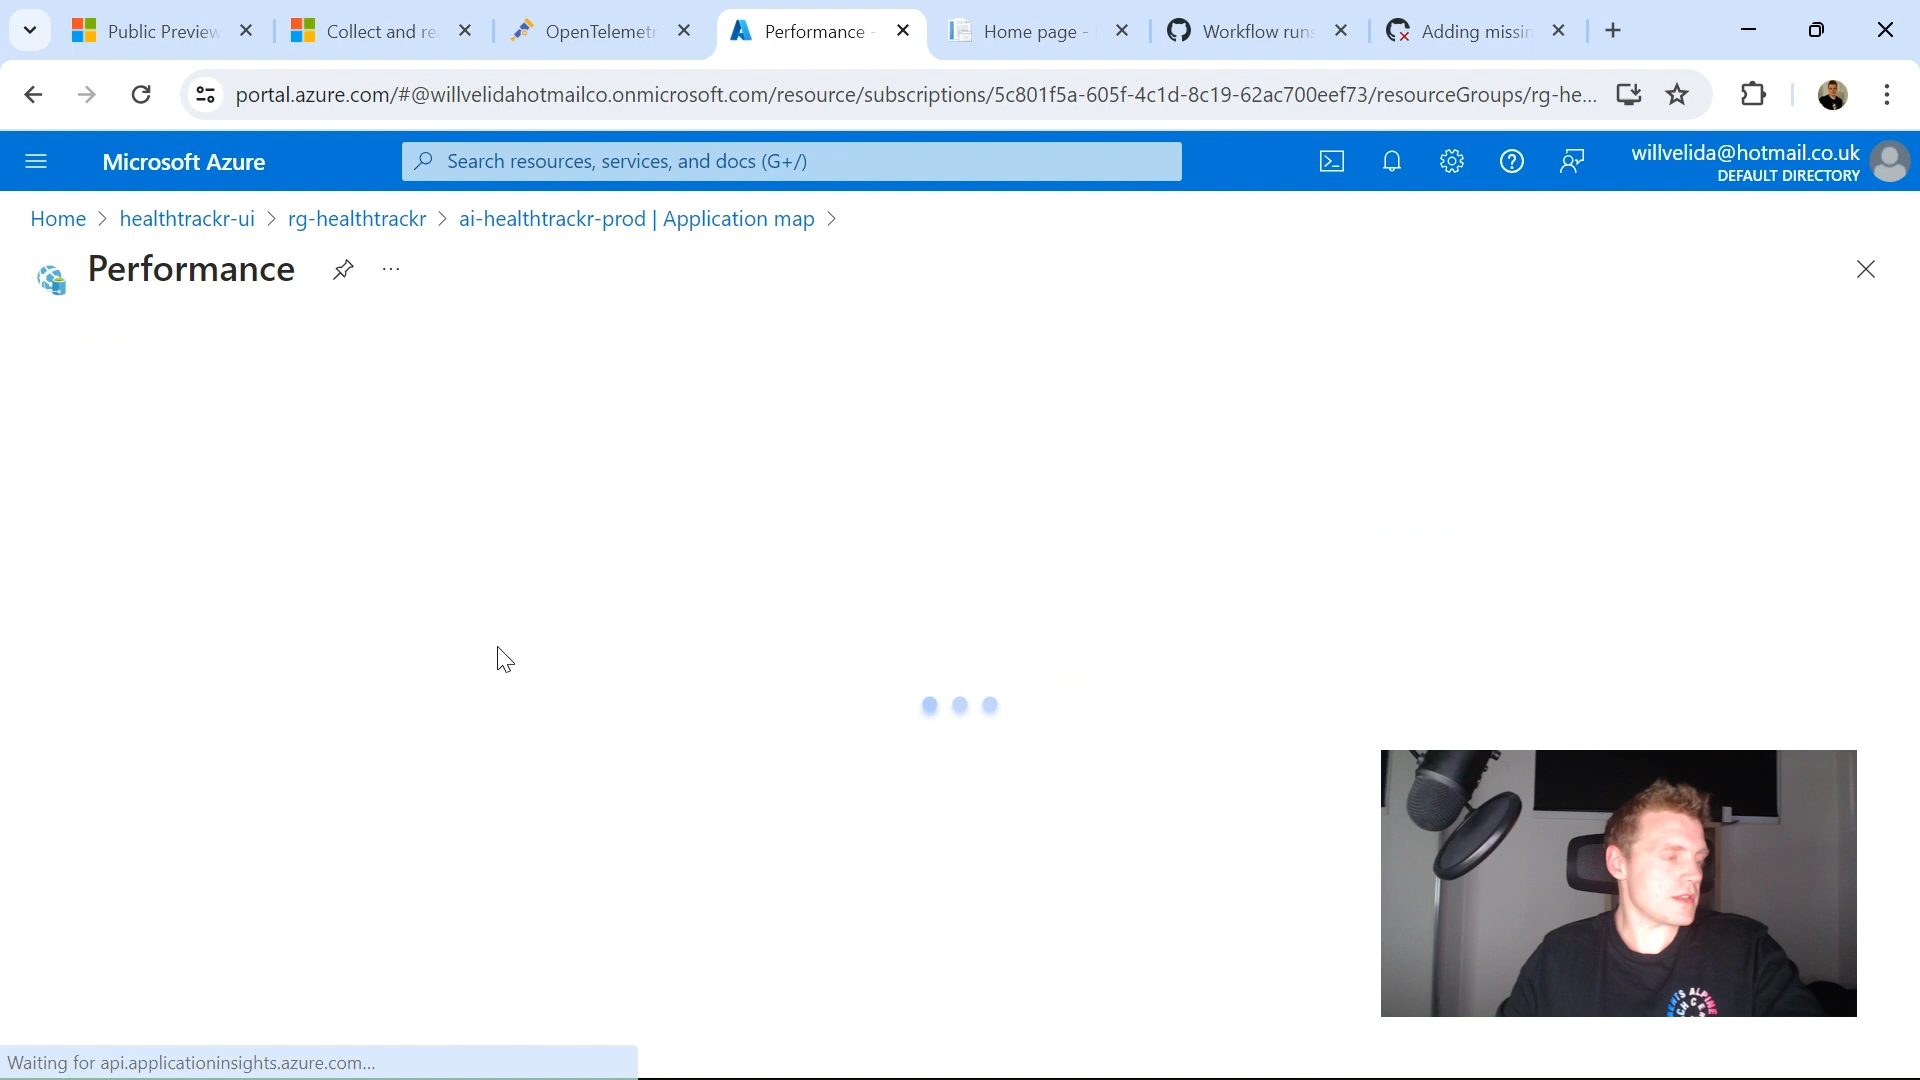 Public Preview
Collect and re
OpenTelemetr
Performance -
Home page -
Workflow runs
Adding missin
portal.azure.com/#@willvelidahotmailco.onmicrosoft.com/resource/subscriptions/5c801f5a-605f-4c1d-8c19-62ac700eef73/resourceGroups/rg-he...
Microsoft Azure
Search resources, services, and docs (G+/)
willvelida@hotmail.co.uk
DEFAULT DIRECTORY
Home > healthtrackr-ui > rg-healthtrackr > ai-healthtrackr-prod | Application map >
Performance
Waiting for api.applicationinsights.azure.com...